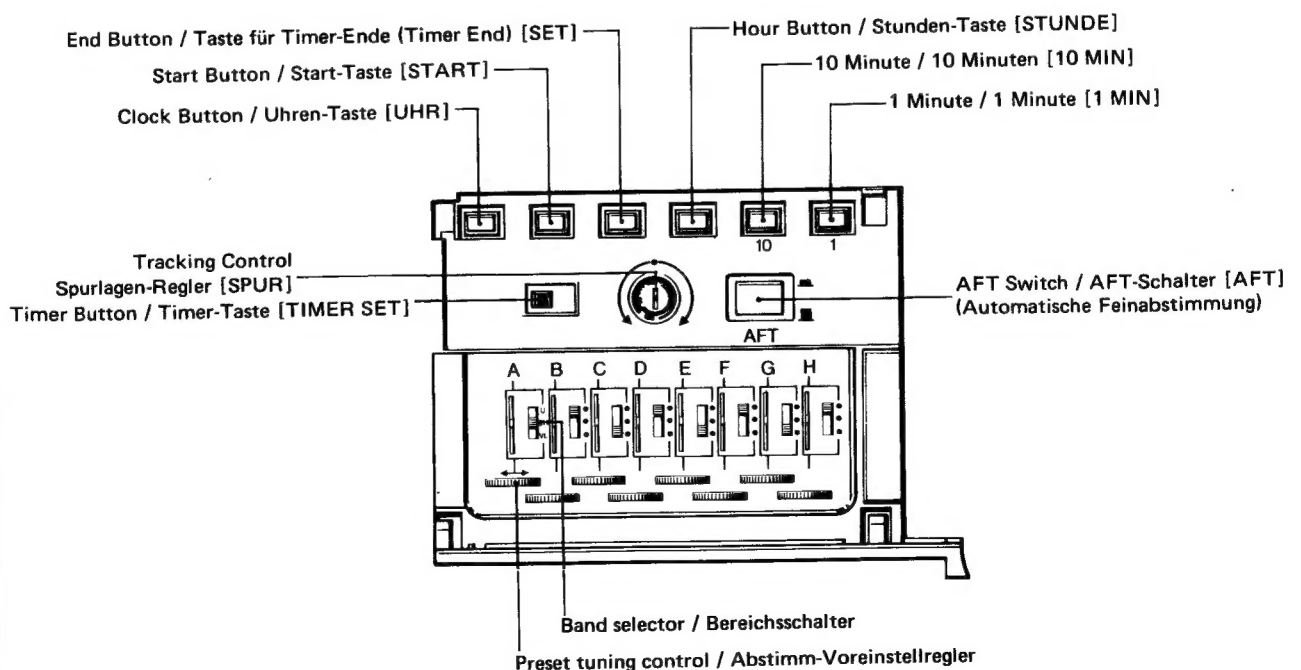 End Button / Taste für Timer-Ende (Timer End) [SET]
Start Button / Start-Taste [START]
Clock Button / Uhren-Taste [UHR]
Hour Button / Stunden-Taste [STUNDE]
10 Minute / 10 Minuten [10 MIN]
1 Minute / 1 Minute [1 MIN]
10 1
Tracking Control
Spurlagen-Regler [SPUR]
Timer Button / Timer-Taste [TIMER SET]
AFT Switch / AFT-Schalter [AFT]
(Automatische Feinabstimmung)
AFT
A B C D E F G H
U
VL
Band selector / Bereichsschalter
Preset tuning control / Abstimm-Voreinstellregler